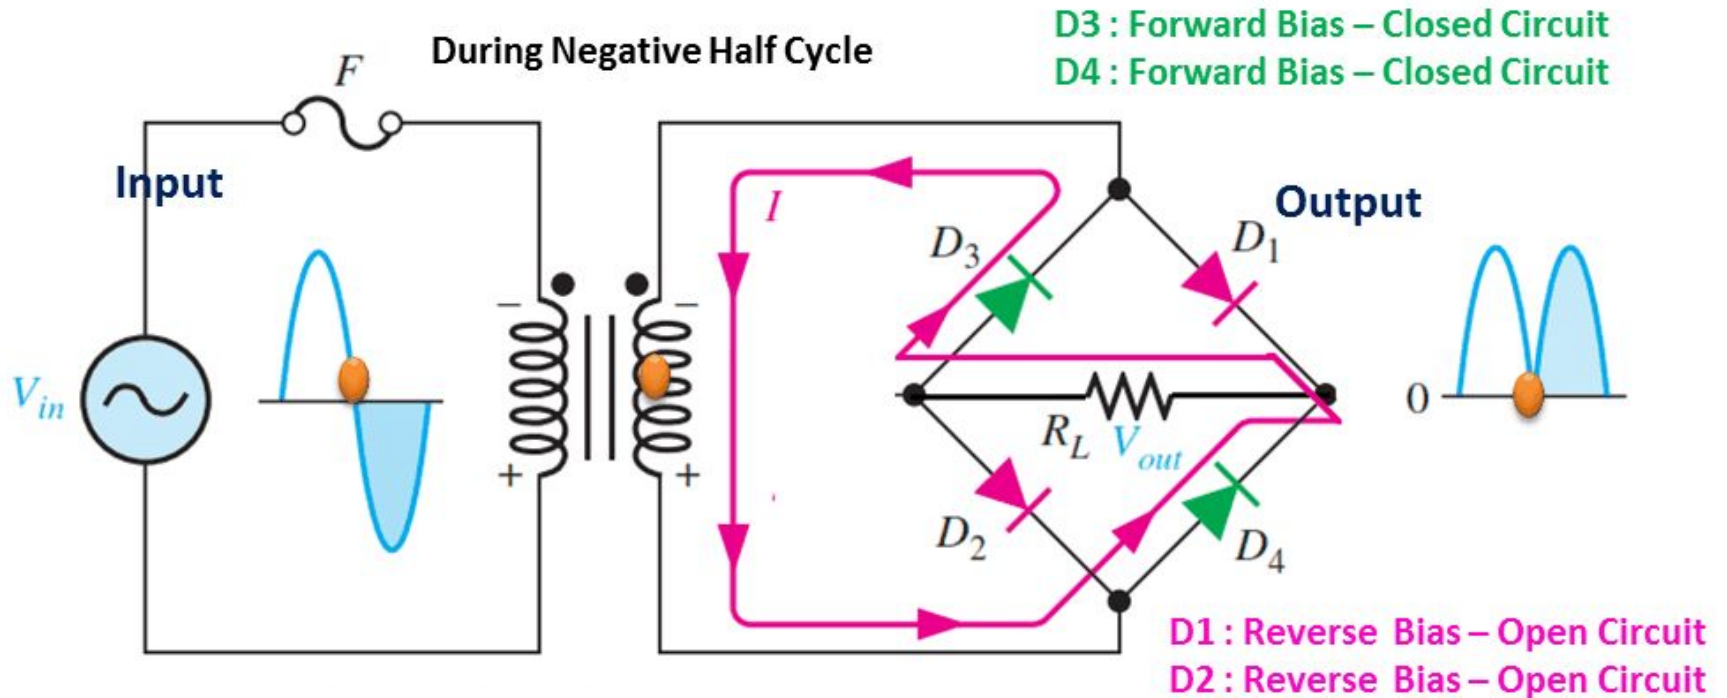 D3 : Forward Bias – Closed Circuit
During Negative Half Cycle
D4 : Forward Bias – Closed Circuit
F
Input
I
Output
D3
D1
–
–
Vin
0
RL
Vout
+
+
D2
D4
D1 : Reverse Bias – Open Circuit
D2 : Reverse Bias – Open Circuit